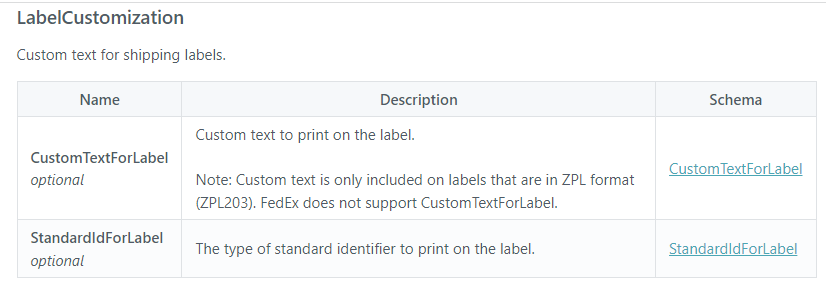 LabelCustomization
Custom text for shipping labels.
Name Description Schema
CustomTextForLabel
optional
Custom text to print on the label.
Note: Custom text is only included on labels that are in ZPL format
(ZPL203). FedEx does not support CustomTextForLabel.
CustomTextForLabel
StandardIdForLabel
optional
The type of standard identifier to print on the label.
StandardIdForLabel